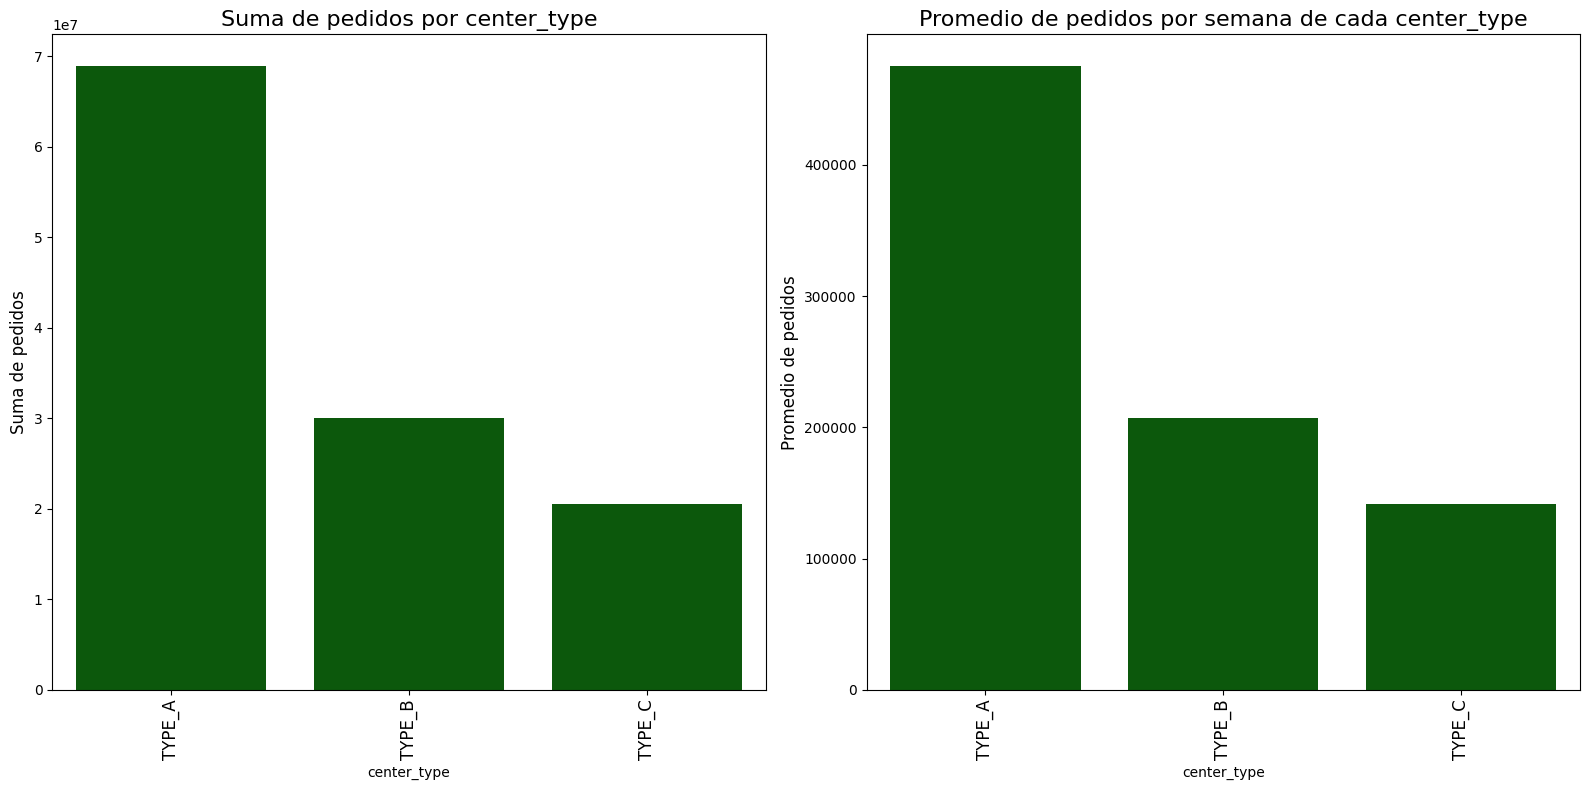 Suma de pedidos por center_type
1e7
7
6
5
4
3
2
1
0
Suma de pedidos
TYPE_A
TYPE_B
TYPE_C
center_type
Promedio de pedidos por semana de cada center_type
400000
300000
200000
100000
0
Promedio de pedidos
TYPE_A
TYPE_B
TYPE_C
center_type